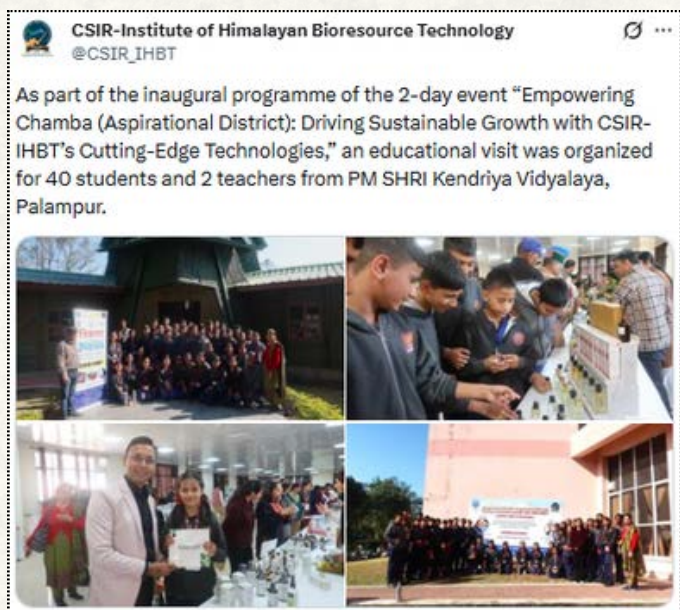 CSIR-Institute of Himalayan Bioresource Technology
@CSIR_IHBT
As part of the inaugural programme of the 2-day event “Empowering
Chamba (Aspirational District): Driving Sustainable Growth with CSIR-
IHBT’s Cutting-Edge Technologies,” an educational visit was organized
for 40 students and 2 teachers from PM SHRI Kendriya Vidyalaya,
Palampur.